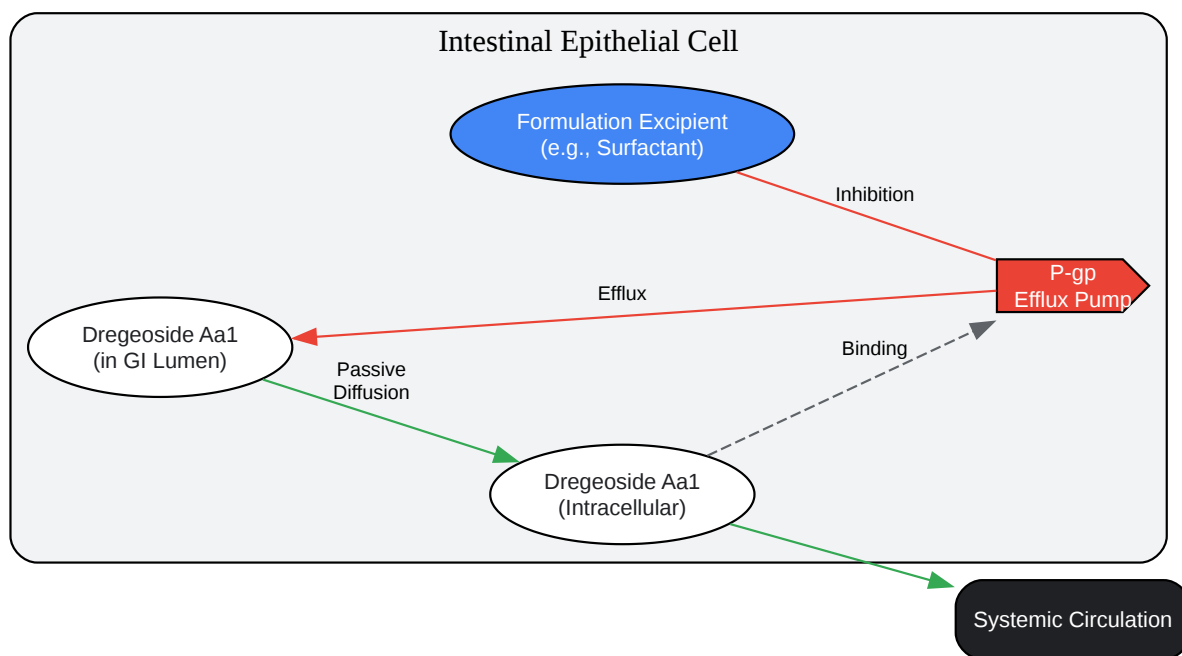 Intestinal Epithelial Cell
Formulation Excipient
(e.g., Surfactant)
Inhibition
P-gp
Efflux Pump
Efflux
Dregeoside Aa1
(in GI Lumen)
Binding
Passive
Diffusion
Dregeoside Aa1
(Intracellular)
Systemic Circulation